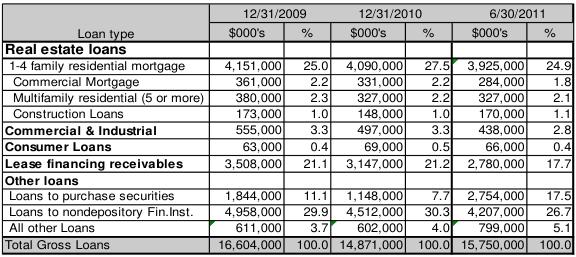 12/31/2009 12/31/2010 6/30/2011
Loan type $000's % $000's % $000's %
Real estate loans
1-4 family residential mortgage 4,151,000 25.0 4,090,000 27.5 3,925,000 24.9
Commercial Mortgage 361,000 2.2 331,000 2.2 284,000 1.8
Multifamily residential (5 or more) 380,000 2.3 327,000 2.2 327,000 2.1
Construction Loans 173,000 1.0 148,000 1.0 170,000 1.1
Commercial & Industrial 555,000 3.3 497,000 3.3 438,000 2.8
Consumer Loans 63,000 0.4 69,000 0.5 66,000 0.4
Lease financing receivables 3,508,000 21.1 3,147,000 21.2 2,780,000 17.7
Other loans
Loans to purchase securities 1,844,000 11.1 1,148,000 7.7 2,754,000 17.5
Loans to nondepository Fin.Inst. 4,958,000 29.9 4,512,000 30.3 4,207,000 26.7
All other Loans 611,000 3.7 602,000 4.0 799,000 5.1
Total Gross Loans 16,604,000 100.0 14,871,000 100.0 15,750,000 100.0